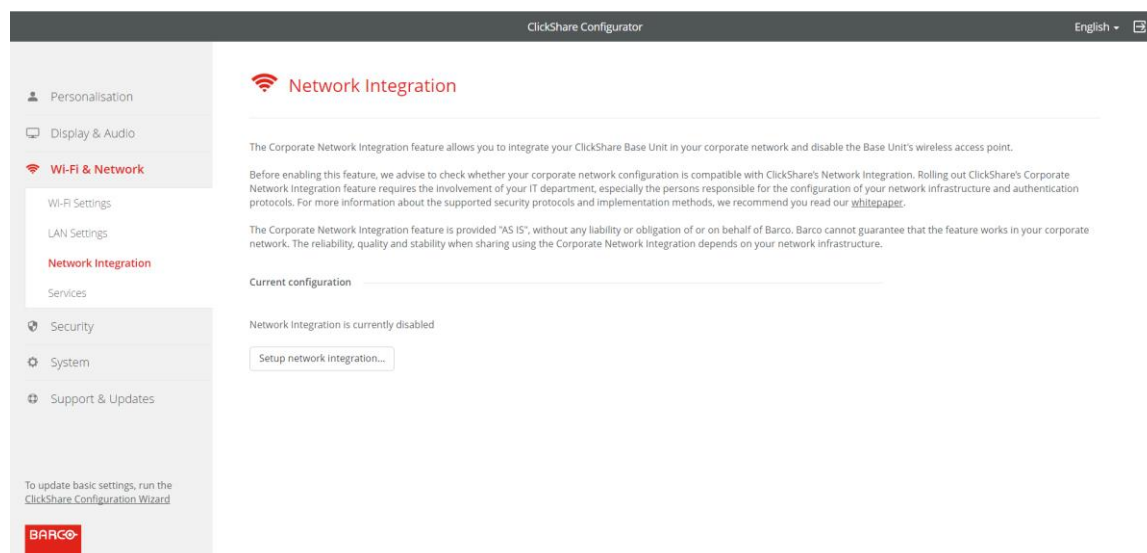 ClickShare Configurator
English
Personalisation
Display & Audio
Wi-Fi & Network
Wi-Fi Settings
LAN Settings
Network Integration
Services
Security
System
Support & Updates
To update basic settings, run the
ClickShare Configuration Wizard
BARCO
Network Integration
The Corporate Network Integration feature allows you to integrate your ClickShare Base Unit in your corporate network and disable the Base Unit's wireless access point.
Before enabling this feature, we advise to check whether your corporate network configuration is compatible with ClickShare's Network Integration. Rolling out ClickShare's Corporate
Network Integration feature requires the involvement of your IT department, especially the persons responsible for the configuration of your network infrastructure and authentication
protocols. For more information about the supported security protocols and implementation methods, we recommend you read our whitepaper.
The Corporate Network Integration feature is provided "AS IS", without any liability or obligation of or on behalf of Barco. Barco cannot guarantee that the feature works in your corporate
network. The reliability, quality and stability when sharing using the Corporate Network Integration depends on your network infrastructure.
Current configuration
Network Integration is currently disabled
Setup network integration...